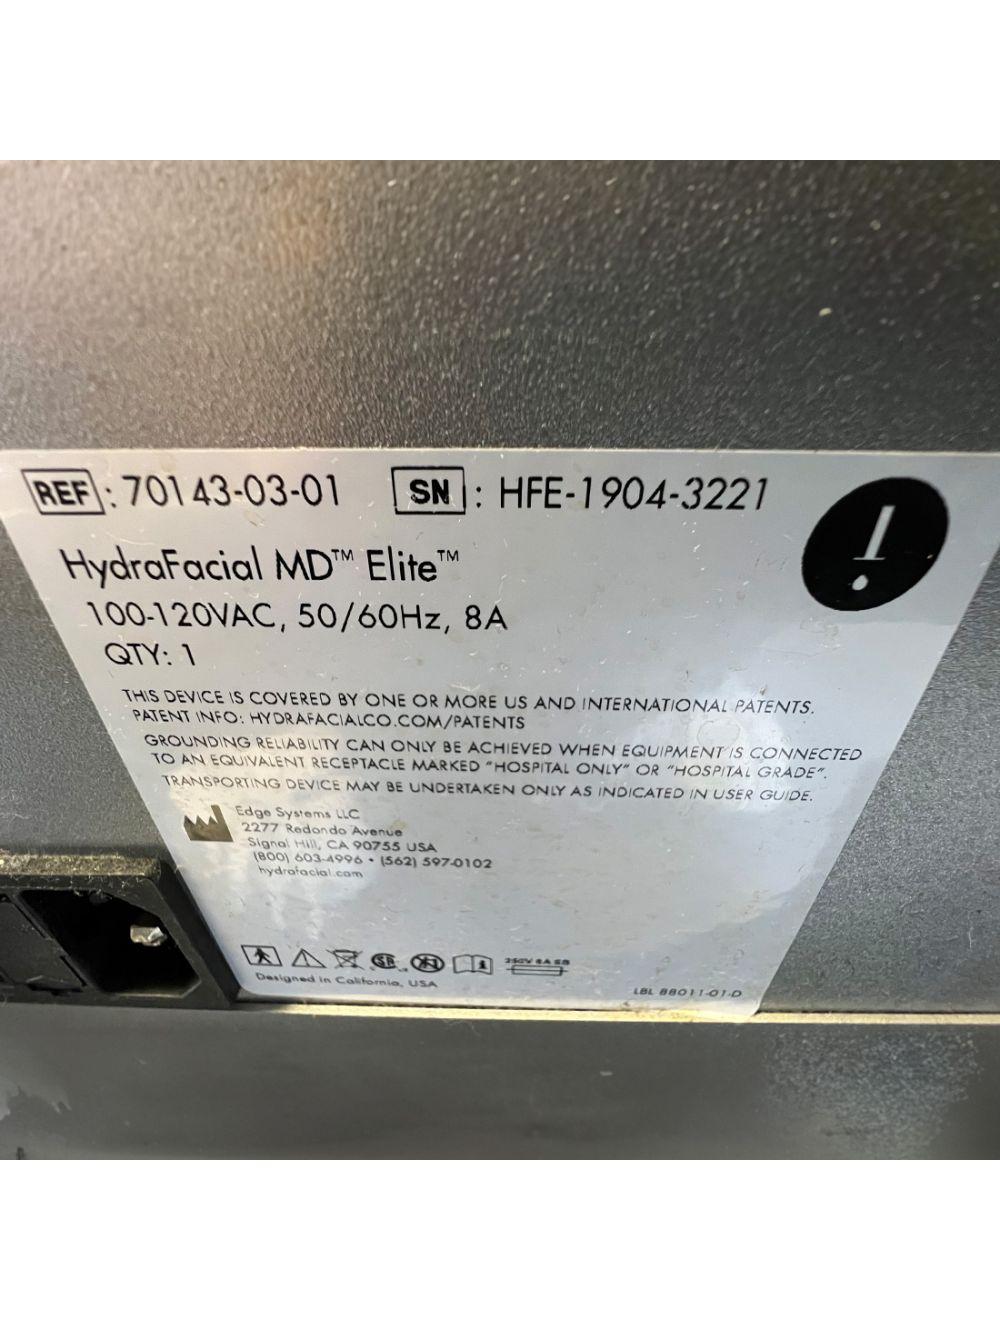 REF : 70143-03-01 SN : HFE-1904-3221
HydraFacial MD™ Elite™
100-120VAC, 50/60Hz, 8A
QTY: 1
THIS DEVICE IS COVERED BY ONE OR MORE US AND INTERNATIONAL PATENTS.
PATENT INFO: HYDRAFACIALCO.COM/PATENTS
GROUNDING RELIABILITY CAN ONLY BE ACHIEVED WHEN EQUIPMENT IS CONNECTED
TO AN EQUIVALENT RECEPTACLE MARKED "HOSPITAL ONLY" OR "HOSPITAL GRADE".
TRANSPORTING DEVICE MAY BE UNDERTAKEN ONLY AS INDICATED IN USER GUIDE.
Edge Systems LLC
2277 Redondo Avenue
Signal Hill, CA 90755 USA
(800) 603-4996 • (562) 597-0102
hydrafacial.com
250V 8A SB
Designed in California, USA
LBL 88011-01-D